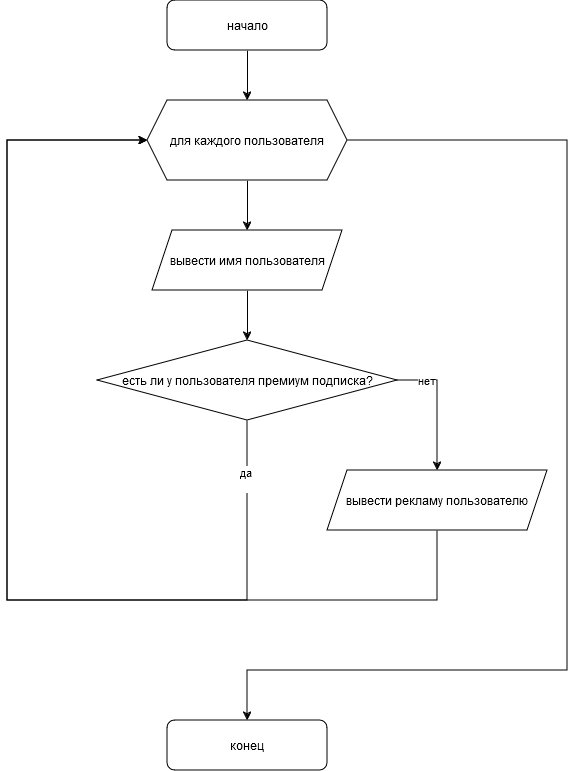 начало
для каждого пользователя
вывести имя пользователя
есть ли у пользователя премиум подписка?
нет
да
вывести рекламу пользователю
конец